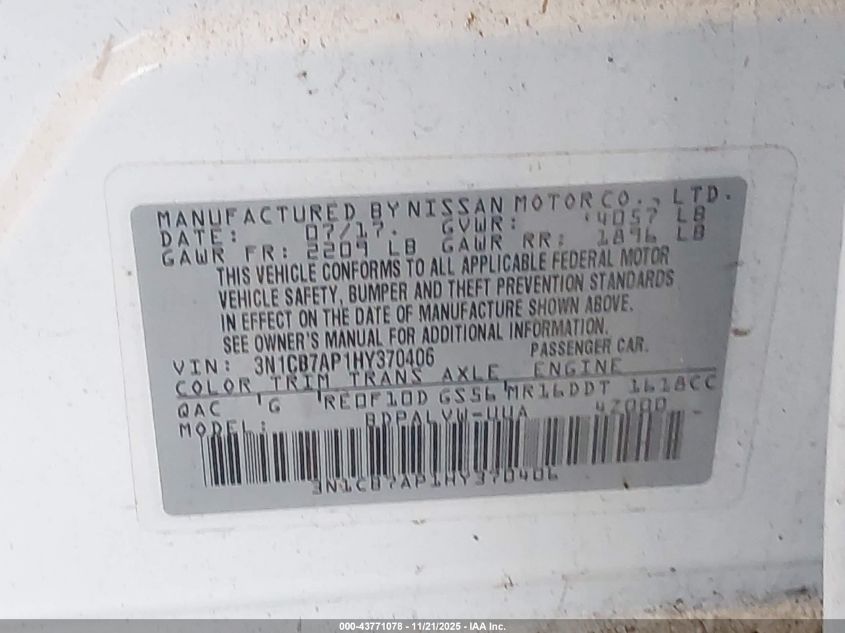 MANUFACTURED BY NISSAN MOTOR CO., LTD.
DATE: 07/17. GVWR: 4057 LB
GAWR FR: 2209 LB GAWR RR: 1896 LB
THIS VEHICLE CONFORMS TO ALL APPLICABLE FEDERAL MOTOR
VEHICLE SAFETY, BUMPER AND THEFT PREVENTION STANDARDS
IN EFFECT ON THE DATE OF MANUFACTURE SHOWN ABOVE.
SEE OWNER'S MANUAL FOR ADDITIONAL INFORMATION.
VIN: 3N1CB7AP1HY370406 PASSENGER CAR.
COLOR TRIM TRANS AXLE ENGINE
QAC G RE0F10D GS56 MR16DDT 1618CC
MODEL: BDPALVW-UUA
3N1CB7AP1HY370406
000-43771078 - 11/21/2025 - IAA Inc.